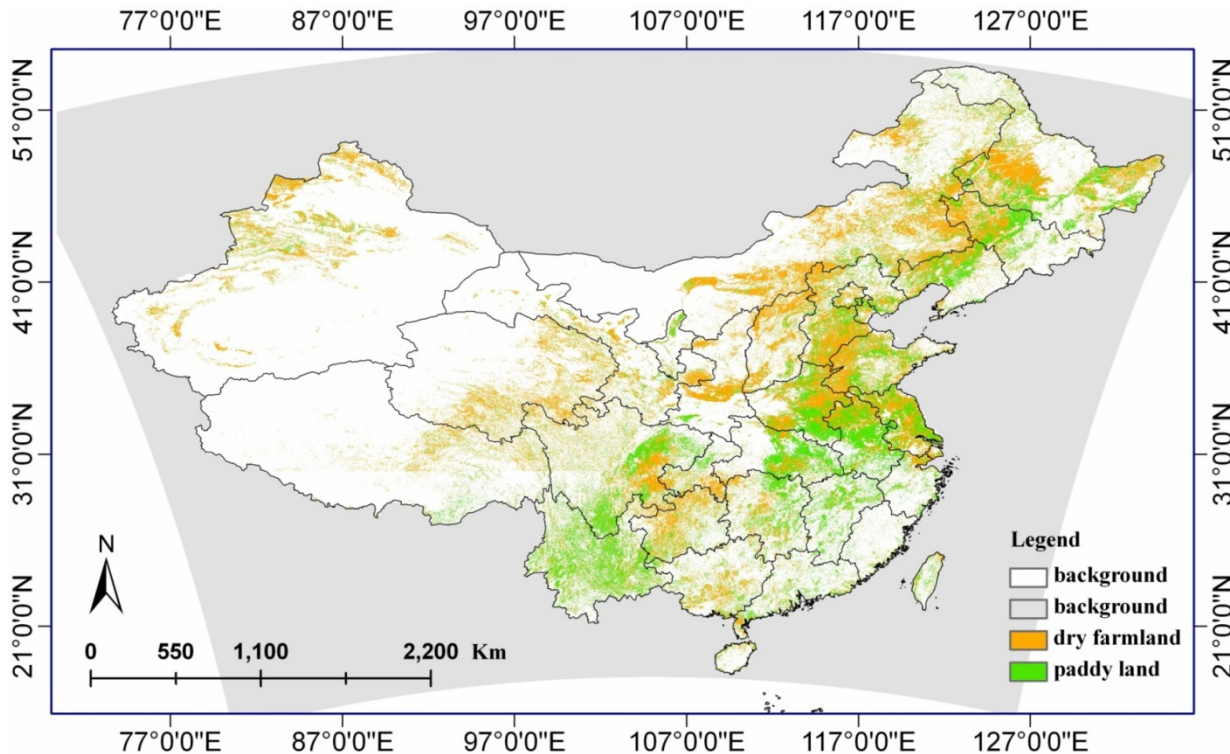 77°0'0"E 87°0'0"E 97°0'0"E 107°0'0"E 117°0'0"E 127°0'0"E
51°0'0"N 51°0'0"N
41°0'0"N 41°0'0"N
31°0'0"N 31°0'0"N
21°0'0"N 21°0'0"N
N
0 550 1,100 2,200 Km
Legend
background
background
dry farmland
paddy land
77°0'0"E 87°0'0"E 97°0'0"E 107°0'0"E 117°0'0"E 127°0'0"E